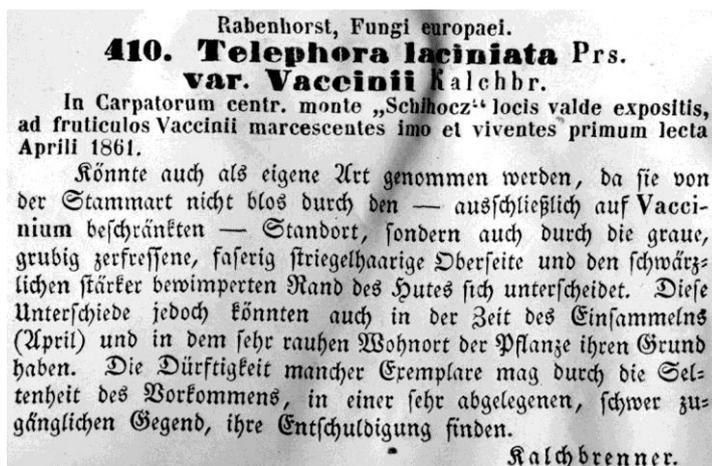 Rabenhorst, Fungi europaei.
410. Telephora laciniata Prs.
var. Vaccinii Kalchbr.
In Carpatorum centr. monte „Schihocz“ locis valde expositis,
ad fruticulos Vaccinii marcescentes imo et viventes primum lecta
Aprili 1861.
Könnte auch als eigene Art genommen werden, da sie von
der Stammart nicht blos durch den — ausschließlich auf Vacci-
nium beschränkten — Standort, sondern auch durch die graue,
grubig zerfressene, faserig striegelhaarige Oberseite und den schwärz-
lichen stärker bewimperten Rand des Hutes sich unterscheidet. Diese
Unterschiede jedoch könnten auch in der Zeit des Einsammelns
(April) und in dem sehr rauhen Wohnort der Pflanze ihren Grund
haben. Die Dürftigkeit mancher Exemplare mag durch die Sel-
tenheit des Vorkommens, in einer sehr abgelegenen, schwer zu-
gänglichen Gegend, ihre Entschuldigung finden.
Kalchbrenner.